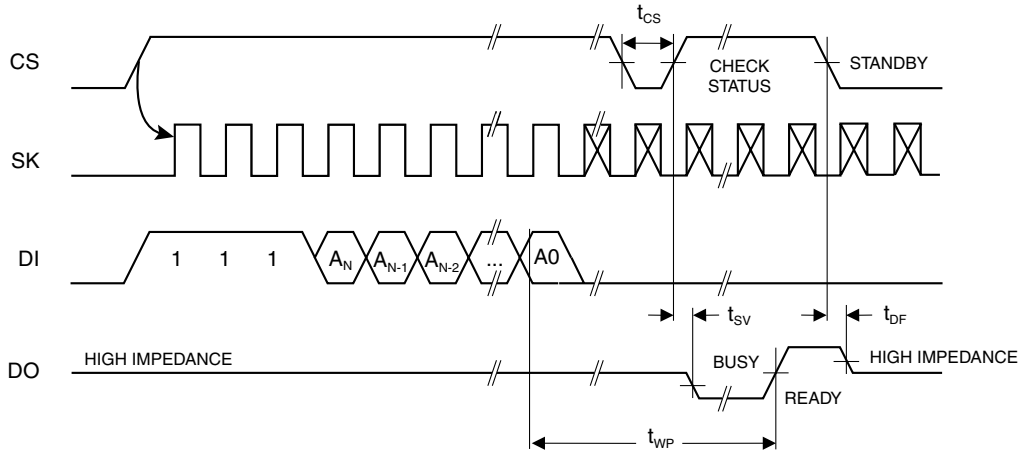 t_CS
CS
CHECK
STATUS
STANDBY
SK
DI
1 1 1 A_N A_N-1 A_N-2 ... A0
t_SV
t_DF
DO
HIGH IMPEDANCE
BUSY
READY
HIGH IMPEDANCE
t_WP